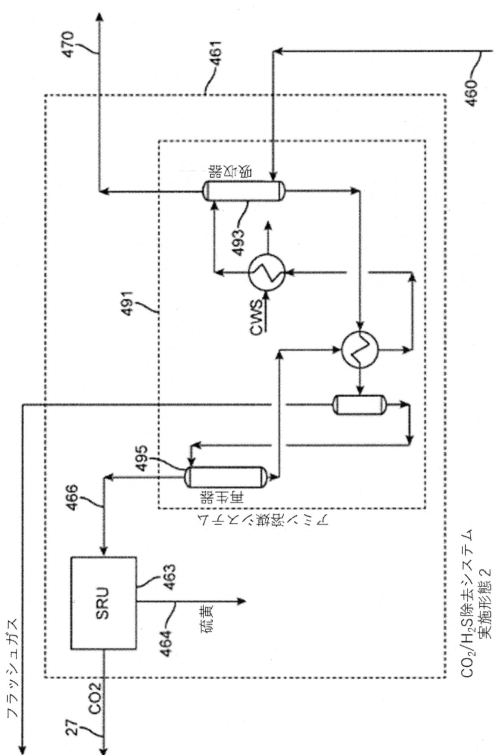 470
461
460
吸収器
493
491
CWS
495
再生器
アミン溶媒システム
466
SRU
463
464
硫黄
フラッシュガス
27
CO2
CO₂/H₂S除去システム
実施形態 2